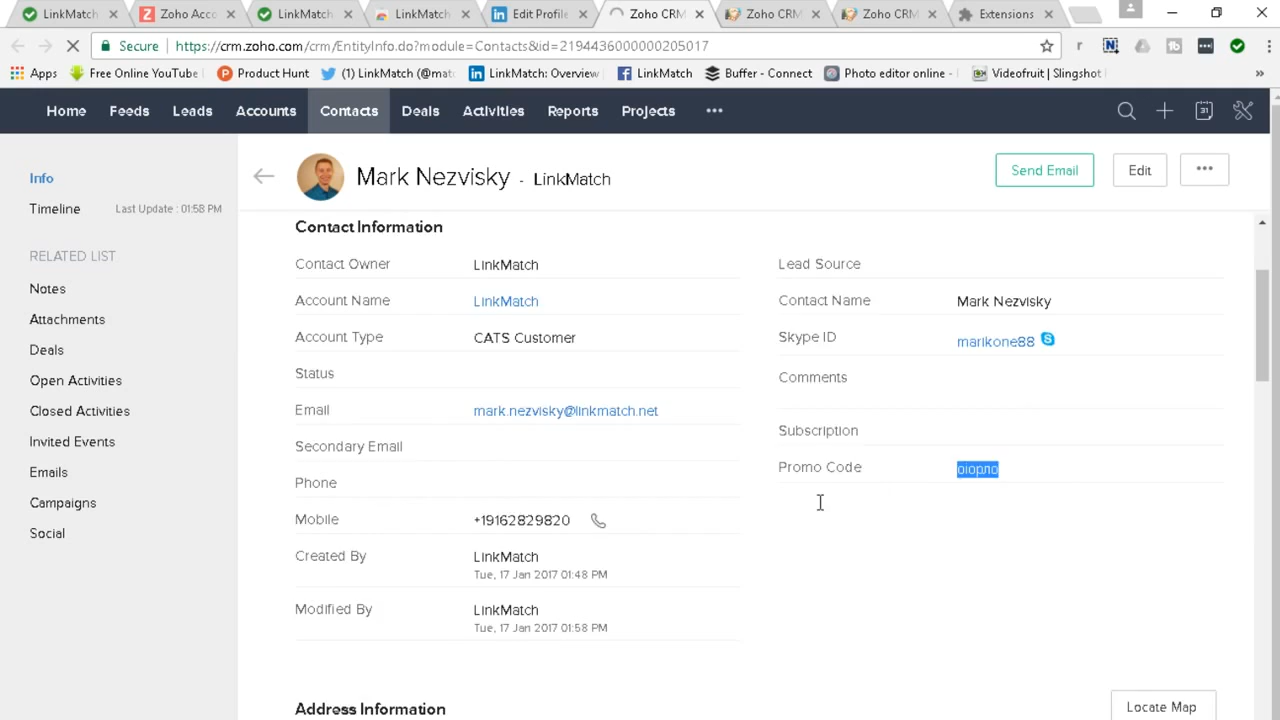 LinkMatch
Zoho Acco
LinkMatch
LinkMatch
Edit Profile
Zoho CRM
Zoho CRM
Zoho CRM
Extensions
Secure
https://crm.zoho.com/crm/EntityInfo.do?module=Contacts&id=2194436000000205017
Apps
Free Online YouTube
Product Hunt
(1) LinkMatch (@mat
LinkMatch: Overview
LinkMatch
Buffer - Connect
Photo editor online -
Videofruit | Slingshot
Home Feeds Leads Accounts Contacts Deals Activities Reports Projects
31
Mark Nezvisky - LinkMatch
Send Email
Edit
Info
Timeline Last Update : 01:58 PM
RELATED LIST
Notes
Attachments
Deals
Open Activities
Closed Activities
Invited Events
Emails
Campaigns
Social
Contact Information
Contact Owner LinkMatch
Account Name LinkMatch
Account Type CATS Customer
Status
Email mark.nezvisky@linkmatch.net
Secondary Email
Phone
Mobile +19162829820
Created By LinkMatch
Tue, 17 Jan 2017 01:48 PM
Modified By LinkMatch
Tue, 17 Jan 2017 01:58 PM
Lead Source
Contact Name Mark Nezvisky
Skype ID marikone88
Comments
Subscription
Promo Code оіорло
Address Information
Locate Map